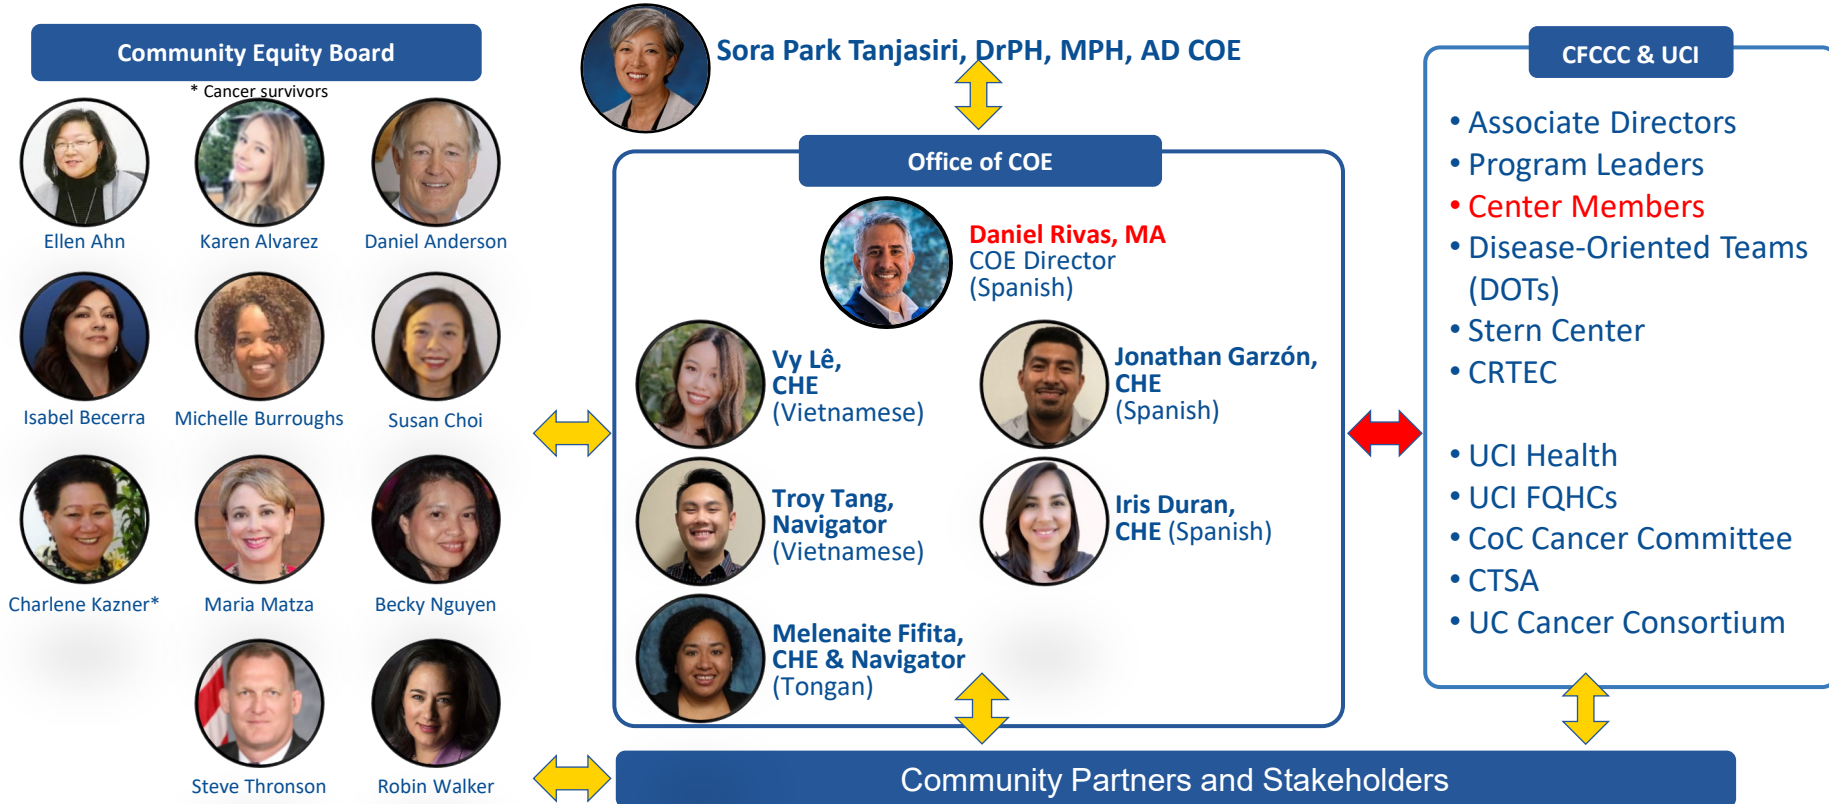 Community Equity Board
* Cancer survivors
Ellen Ahn
Karen Alvarez
Daniel Anderson
Isabel Becerra
Michelle Burroughs
Susan Choi
Charlene Kazner*
Maria Matza
Becky Nguyen
Steve Thronson
Robin Walker
Sora Park Tanjasiri, DrPH, MPH, AD COE
Office of COE
Daniel Rivas, MA
COE Director
(Spanish)
Vy Lê,
CHE
(Vietnamese)
Jonathan Garzón,
CHE
(Spanish)
Troy Tang,
Navigator
(Vietnamese)
Iris Duran,
CHE (Spanish)
Melenaite Fifita,
CHE & Navigator
(Tongan)
CFCCC & UCI
• Associate Directors
• Program Leaders
• Center Members
• Disease-Oriented Teams
(DOTs)
• Stern Center
• CRTEC
• UCI Health
• UCI FQHCs
• CoC Cancer Committee
• CTSA
• UC Cancer Consortium
Community Partners and Stakeholders